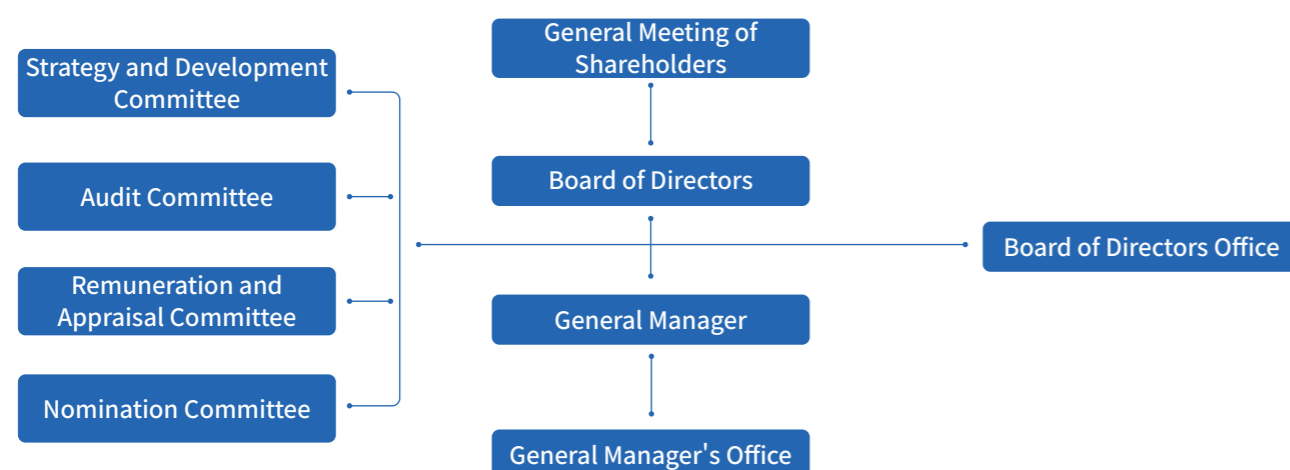 General Meeting of
Shareholders
Strategy and Development
Committee
Audit Committee
Board of Directors
Board of Directors Office
Remuneration and
Appraisal Committee
General Manager
Nomination Committee
General Manager's Office